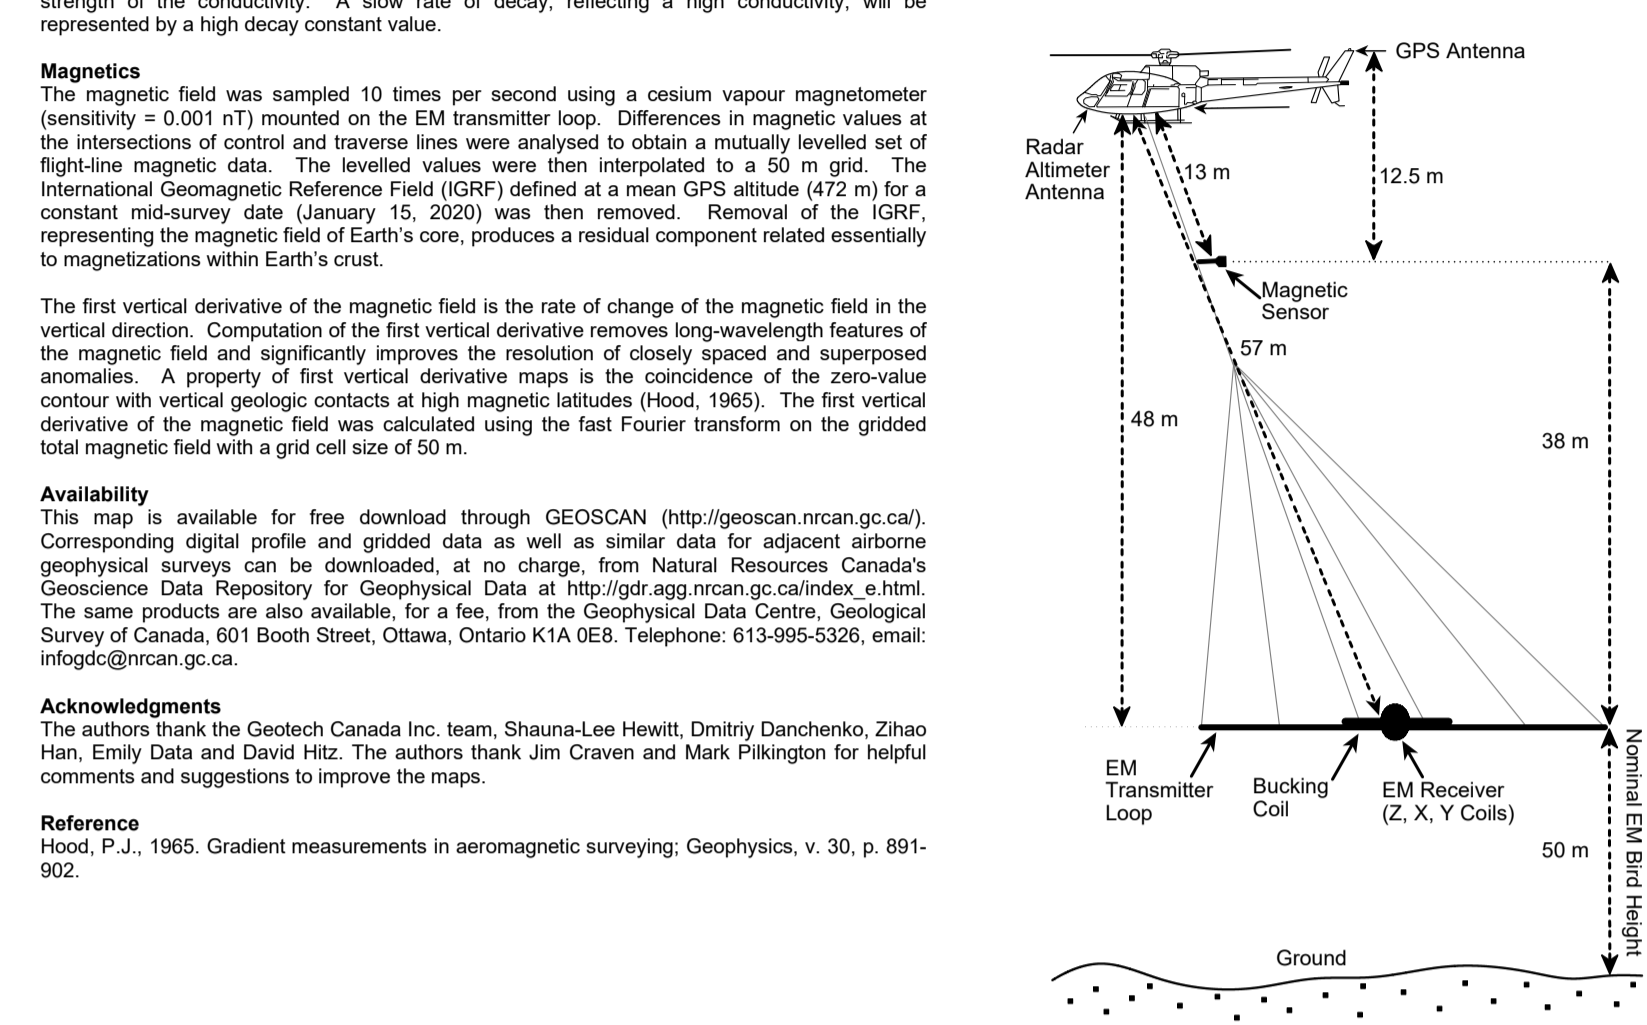 strength of the conductivity. A slow rate of decay, reflecting a high conductivity, will be
represented by a high decay constant value.
Magnetics
The magnetic field was sampled 10 times per second using a cesium vapour magnetometer
(sensitivity = 0.001 nT) mounted on the EM transmitter loop. Differences in magnetic values at
the intersections of control and traverse lines were analysed to obtain a mutually levelled set of
flight-line magnetic data. The levelled values were then interpolated to a 50 m grid. The
International Geomagnetic Reference Field (IGRF) defined at a mean GPS altitude (472 m) for a
constant mid-survey date (January 15, 2020) was then removed. Removal of the IGRF,
representing the magnetic field of Earth's core, produces a residual component related essentially
to magnetizations within Earth's crust.
The first vertical derivative of the magnetic field is the rate of change of the magnetic field in the
vertical direction. Computation of the first vertical derivative removes long-wavelength features of
the magnetic field and significantly improves the resolution of closely spaced and superposed
anomalies. A property of first vertical derivative maps is the coincidence of the zero-value
contour with vertical geologic contacts at high magnetic latitudes (Hood, 1965). The first vertical
derivative of the magnetic field was calculated using the fast Fourier transform on the gridded
total magnetic field with a grid cell size of 50 m.
Availability
This map is available for free download through GEOSCAN (http://geoscan.nrcan.gc.ca/).
Corresponding digital profile and gridded data as well as similar data for adjacent airborne
geophysical surveys can be downloaded, at no charge, from Natural Resources Canada's
Geoscience Data Repository for Geophysical Data at http://gdr.agg.nrcan.gc.ca/index_e.html.
The same products are also available, for a fee, from the Geophysical Data Centre, Geological
Survey of Canada, 601 Booth Street, Ottawa, Ontario K1A 0E8. Telephone: 613-995-5326, email:
infogdc@nrcan.gc.ca.
Acknowledgments
The authors thank the Geotech Canada Inc. team, Shauna-Lee Hewitt, Dmitriy Danchenko, Zihao
Han, Emily Data and David Hitz. The authors thank Jim Craven and Mark Pilkington for helpful
comments and suggestions to improve the maps.
Reference
Hood, P.J., 1965. Gradient measurements in aeromagnetic surveying; Geophysics, v. 30, p. 891-
902.
GPS Antenna
Radar
Altimeter
Antenna
13 m
12.5 m
Magnetic
Sensor
57 m
48 m
38 m
EM
Transmitter
Loop
Bucking
Coil
EM Receiver
(Z, X, Y Coils)
50 m
Nominal EM Bird Height
Ground